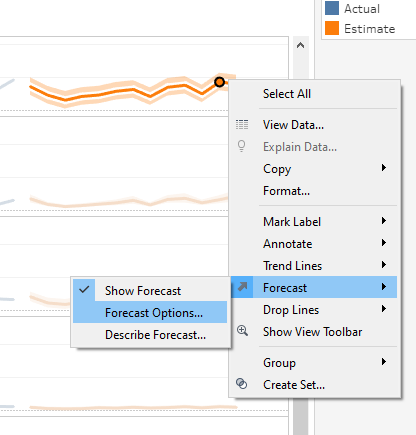 Actual
Estimate
Select All
View Data...
Explain Data...
Copy
Format...
Mark Label
Annotate
Trend Lines
Forecast
Drop Lines
Show View Toolbar
Group
Create Set...
Show Forecast
Forecast Options...
Describe Forecast...